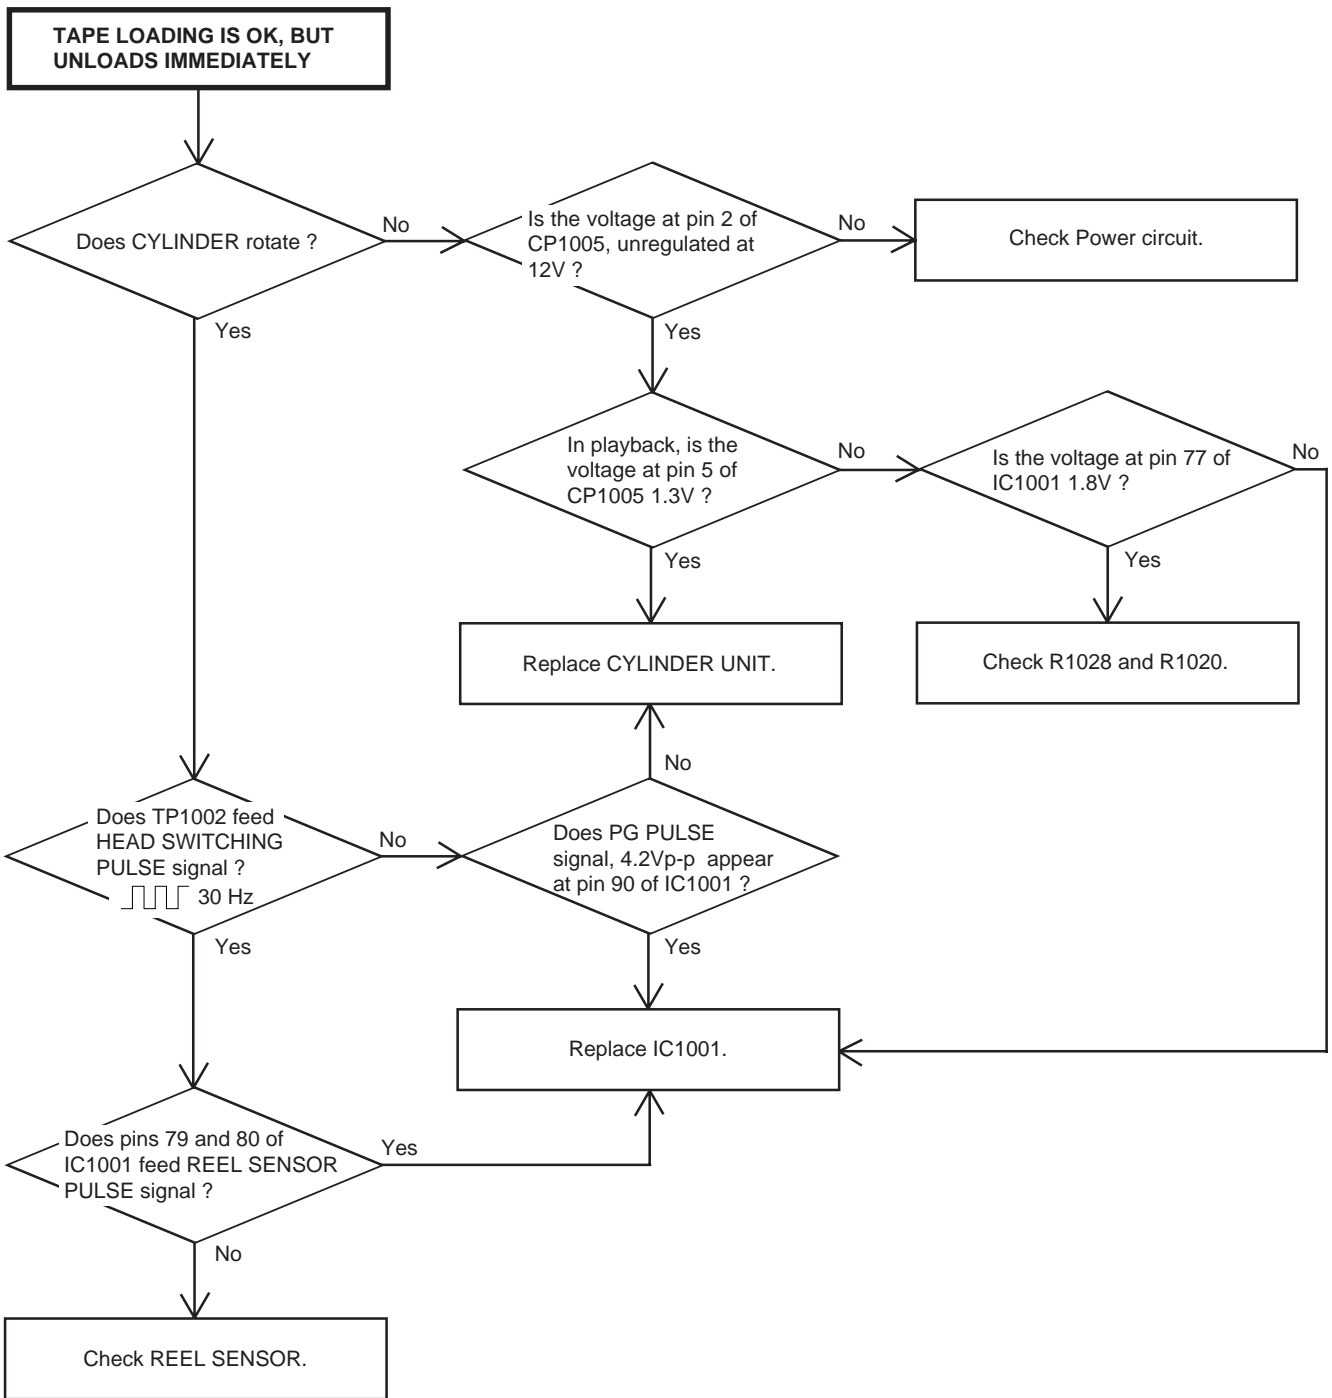 TAPE LOADING IS OK, BUT
UNLOADS IMMEDIATELY
Does CYLINDER rotate ?
No
Yes
Is the voltage at pin 2 of
CP1005, unregulated at
12V ?
No
Yes
Check Power circuit.
In playback, is the
voltage at pin 5 of
CP1005 1.3V ?
No
Yes
Is the voltage at pin 77 of
IC1001 1.8V ?
No
Yes
Replace CYLINDER UNIT.
Check R1028 and R1020.
Does TP1002 feed
HEAD SWITCHING
PULSE signal ?
30 Hz
No
Yes
Does PG PULSE
signal, 4.2Vp-p appear
at pin 90 of IC1001 ?
No
Yes
Replace IC1001.
Does pins 79 and 80 of
IC1001 feed REEL SENSOR
PULSE signal ?
Yes
No
Check REEL SENSOR.